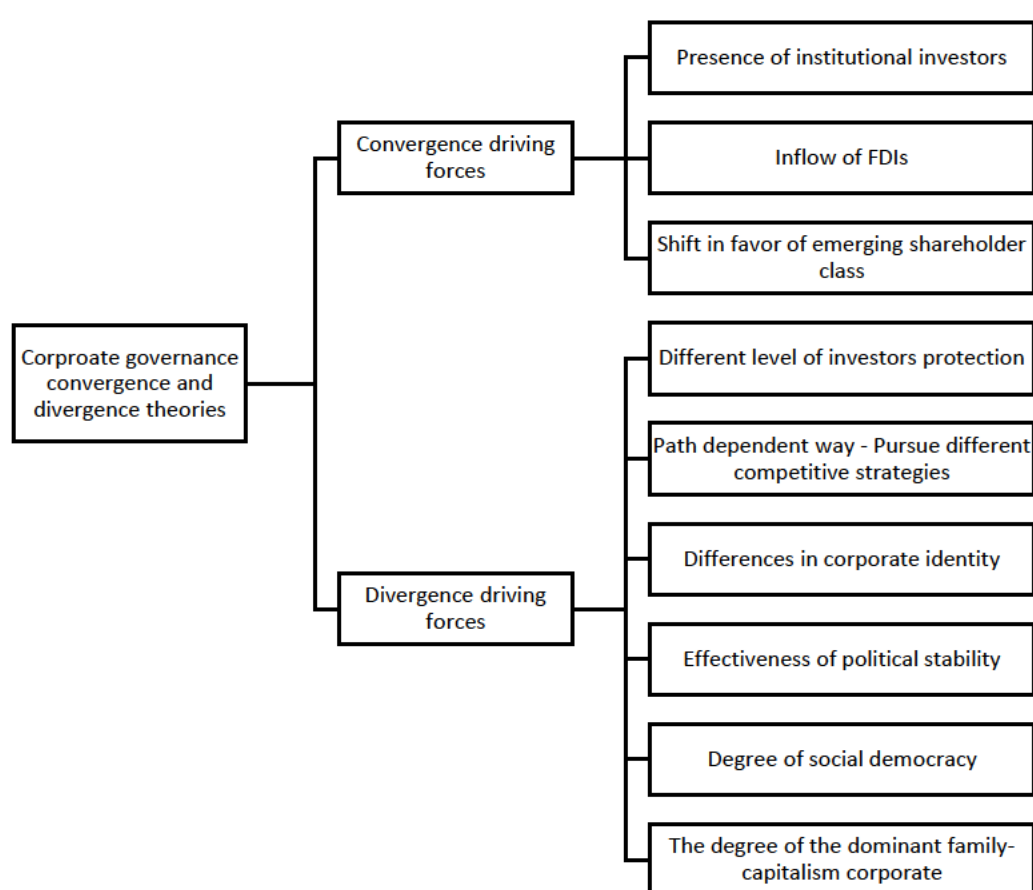 Presence of institutional investors
Convergence driving
forces
Inflow of FDIs
Shift in favor of emerging shareholder
class
Corproate governance
convergence and
divergence theories
Different level of investors protection
Path dependent way - Pursue different
competitive strategies
Differences in corporate identity
Divergence driving
forces
Effectiveness of political stability
Degree of social democracy
The degree of the dominant family-
capitalism corporate